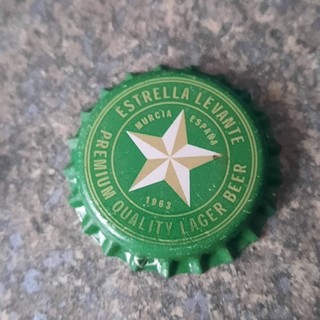 ESTRELLA LEVANTE
PREMIUM QUALITY LAGER BEER
MURCIA ESPAÑA
1963